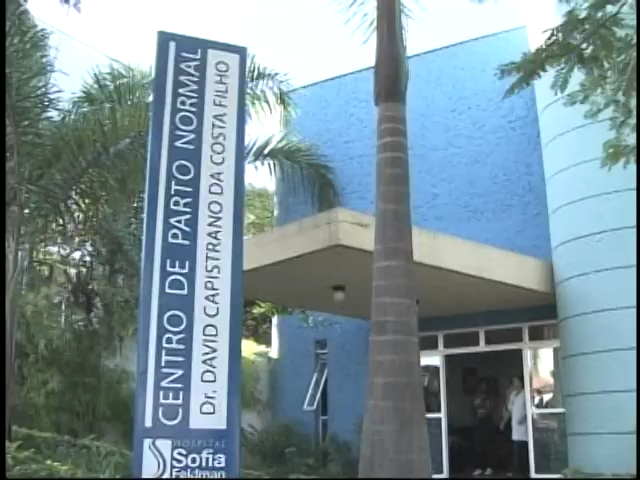 CENTRO DE PARTO NORMAL
Dr. DAVID CAPISTRANO DA COSTA FILHO
HOSPITAL
Sofia
Feldman